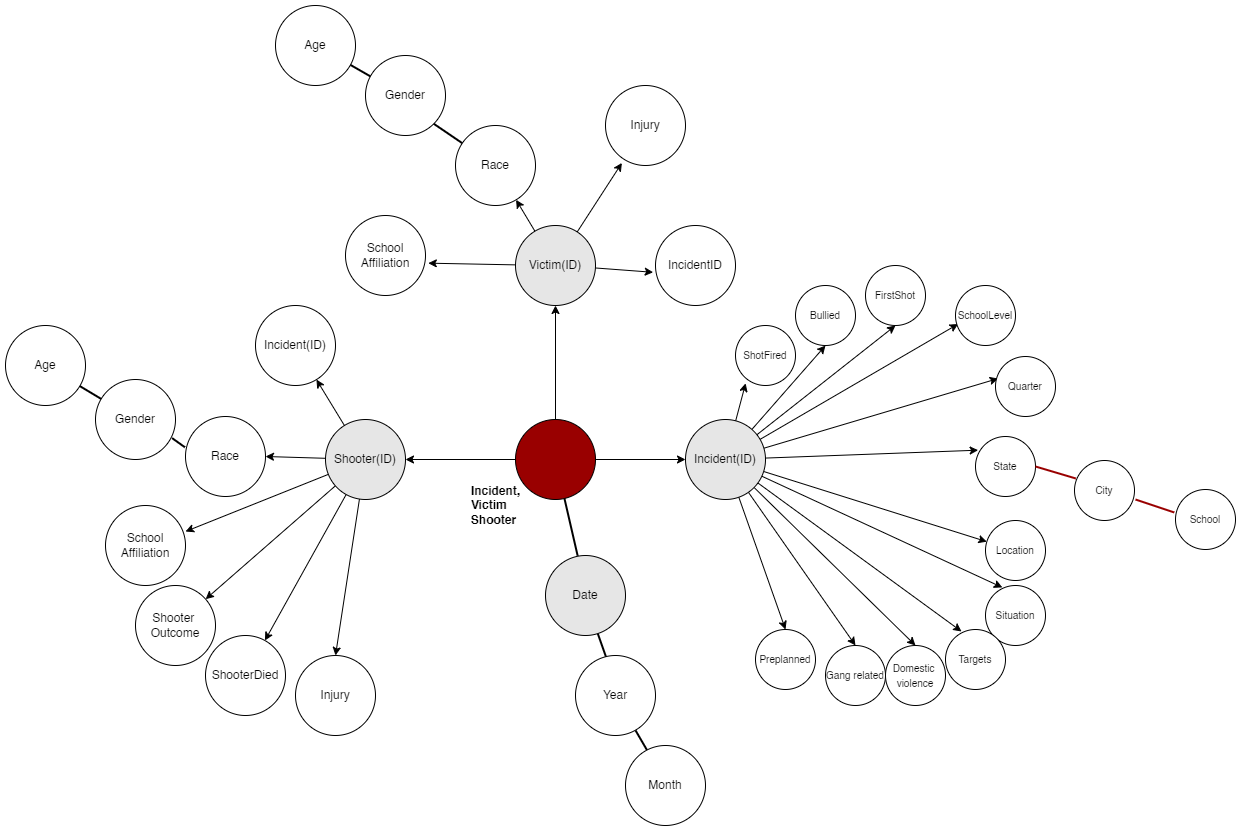 Age
Gender
Race
Injury
School
Affiliation
Victim(ID)
IncidentID
Age
Gender
Race
Incident(ID)
Shooter(ID)
School
Affiliation
Shooter
Outcome
ShooterDied
Injury
Incident,
Victim
Shooter
Date
Year
Month
Incident(ID)
ShotFired
Bullied
FirstShot
SchoolLevel
Quarter
State
City
School
Location
Situation
Targets
Domestic
violence
Gang related
Preplanned